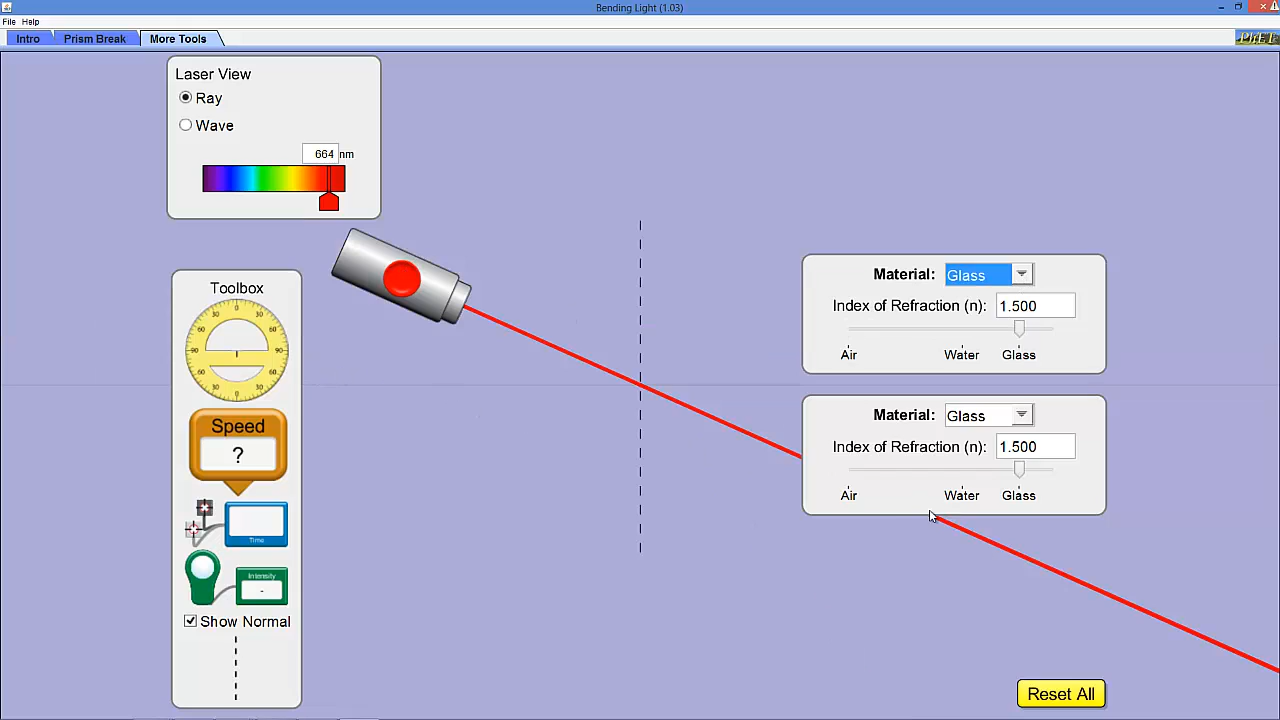 Bending Light (1.03)
File Help
Intro
Prism Break
More Tools
PhET
Laser View
Ray
Wave
664 nm
Toolbox
Speed
?
Time
Intensity
-
Show Normal
Material: Glass
Index of Refraction (n): 1.500
Air Water Glass
Material: Glass
Index of Refraction (n): 1.500
Air Water Glass
Reset All